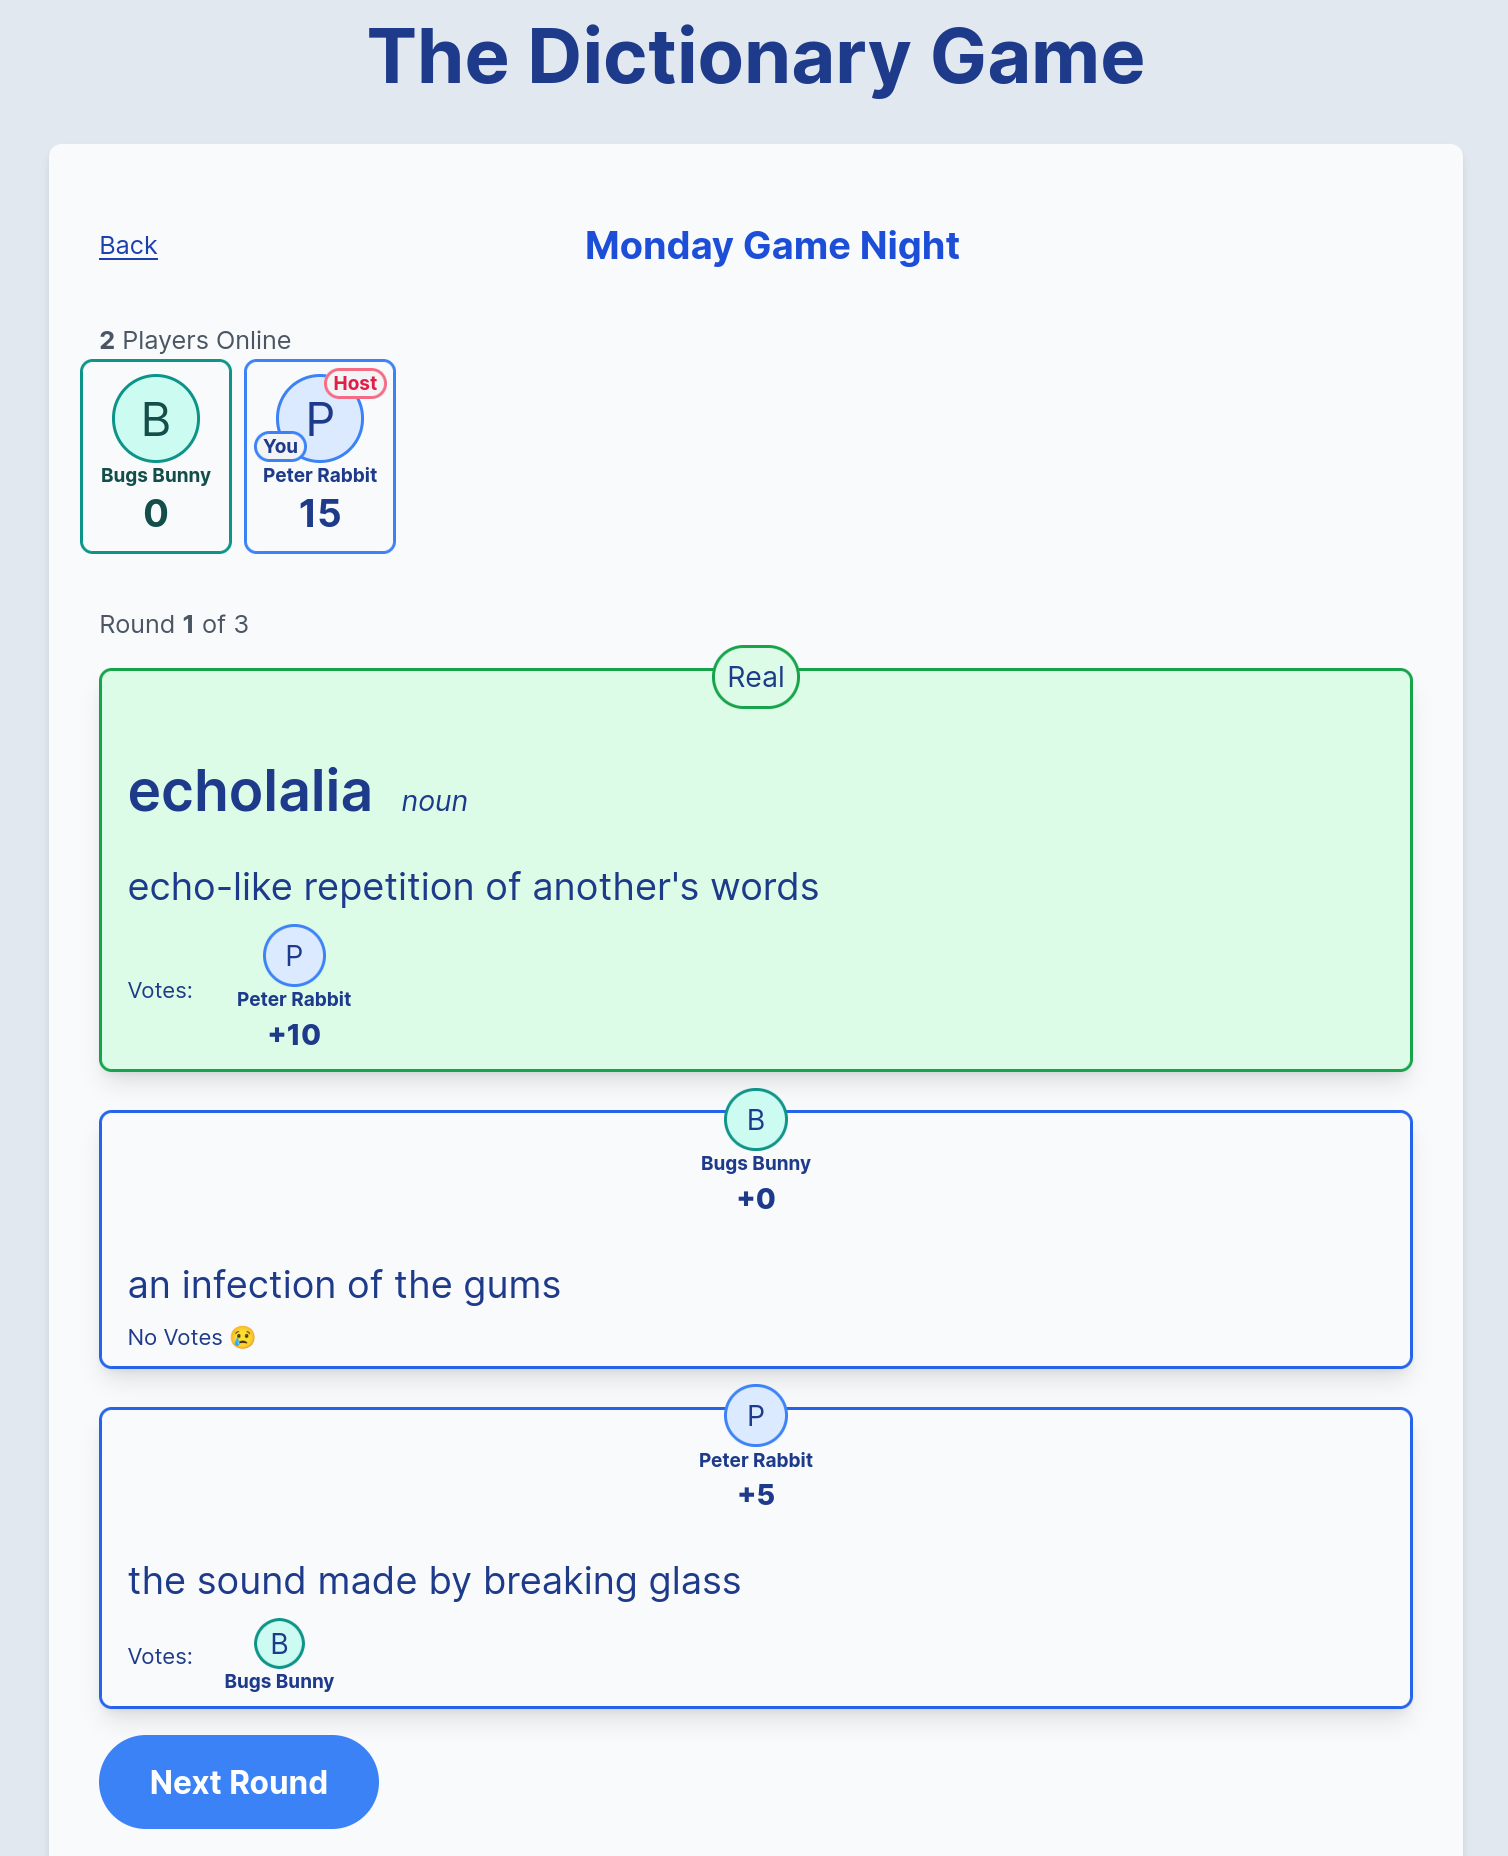 The Dictionary Game
Back
Monday Game Night
2 Players Online
B
Bugs Bunny
0
Host
P
You
Peter Rabbit
15
Round 1 of 3
Real
echolalia noun
echo-like repetition of another's words
P
Votes:
Peter Rabbit
+10
B
Bugs Bunny
+0
an infection of the gums
No Votes 😢
P
Peter Rabbit
+5
the sound made by breaking glass
B
Votes:
Bugs Bunny
Next Round